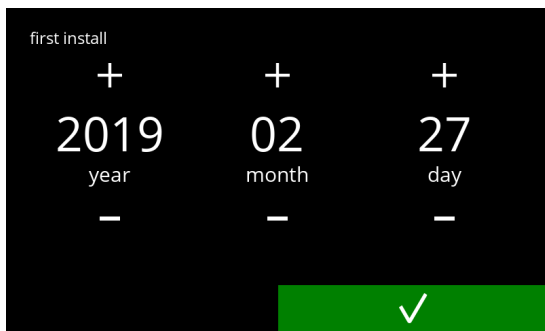 first install
+ + +
2019 02 27
year month day
- - -